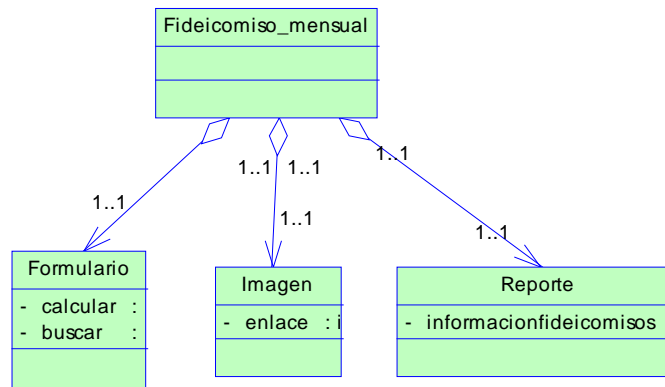 Fideicomiso_mensual
1..1 1..1 1..1
1..1 1..1 1..1
Formulario
- calcular :
- buscar :
Imagen
- enlace : i
Reporte
- informacionfideicomisos